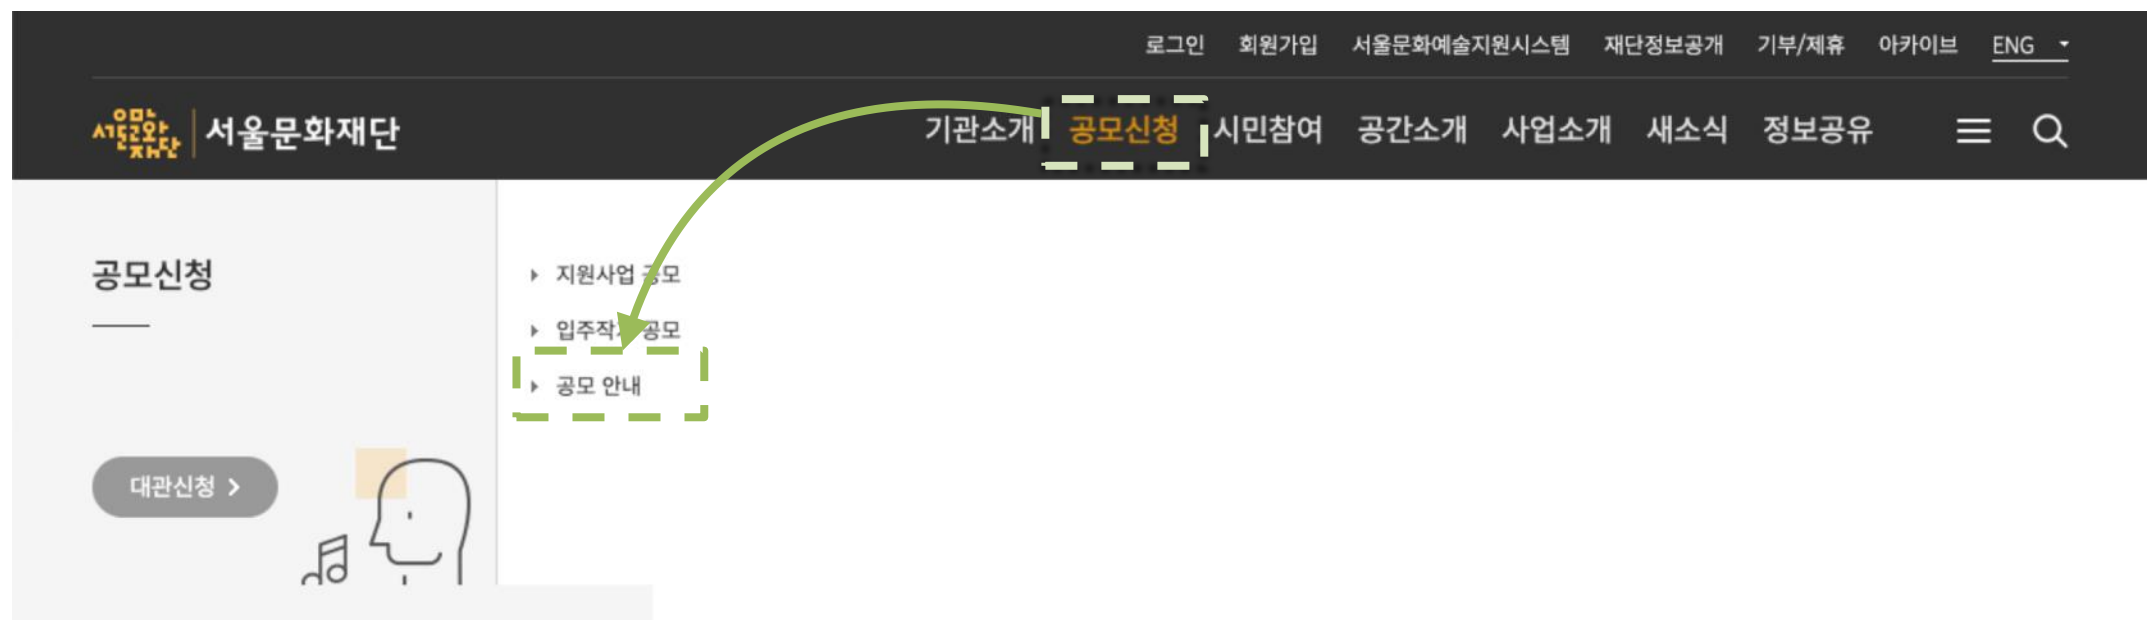 로그인 회원가입 서울문화예술지원시스템 재단정보공개 기부/제휴 아카이브 ENG
서울문화재단 기관소개 공모신청 시민참여 공간소개 사업소개 새소식 정보공유
공모신청
지원사업 공모
입주작가 공모
공모 안내
대관신청